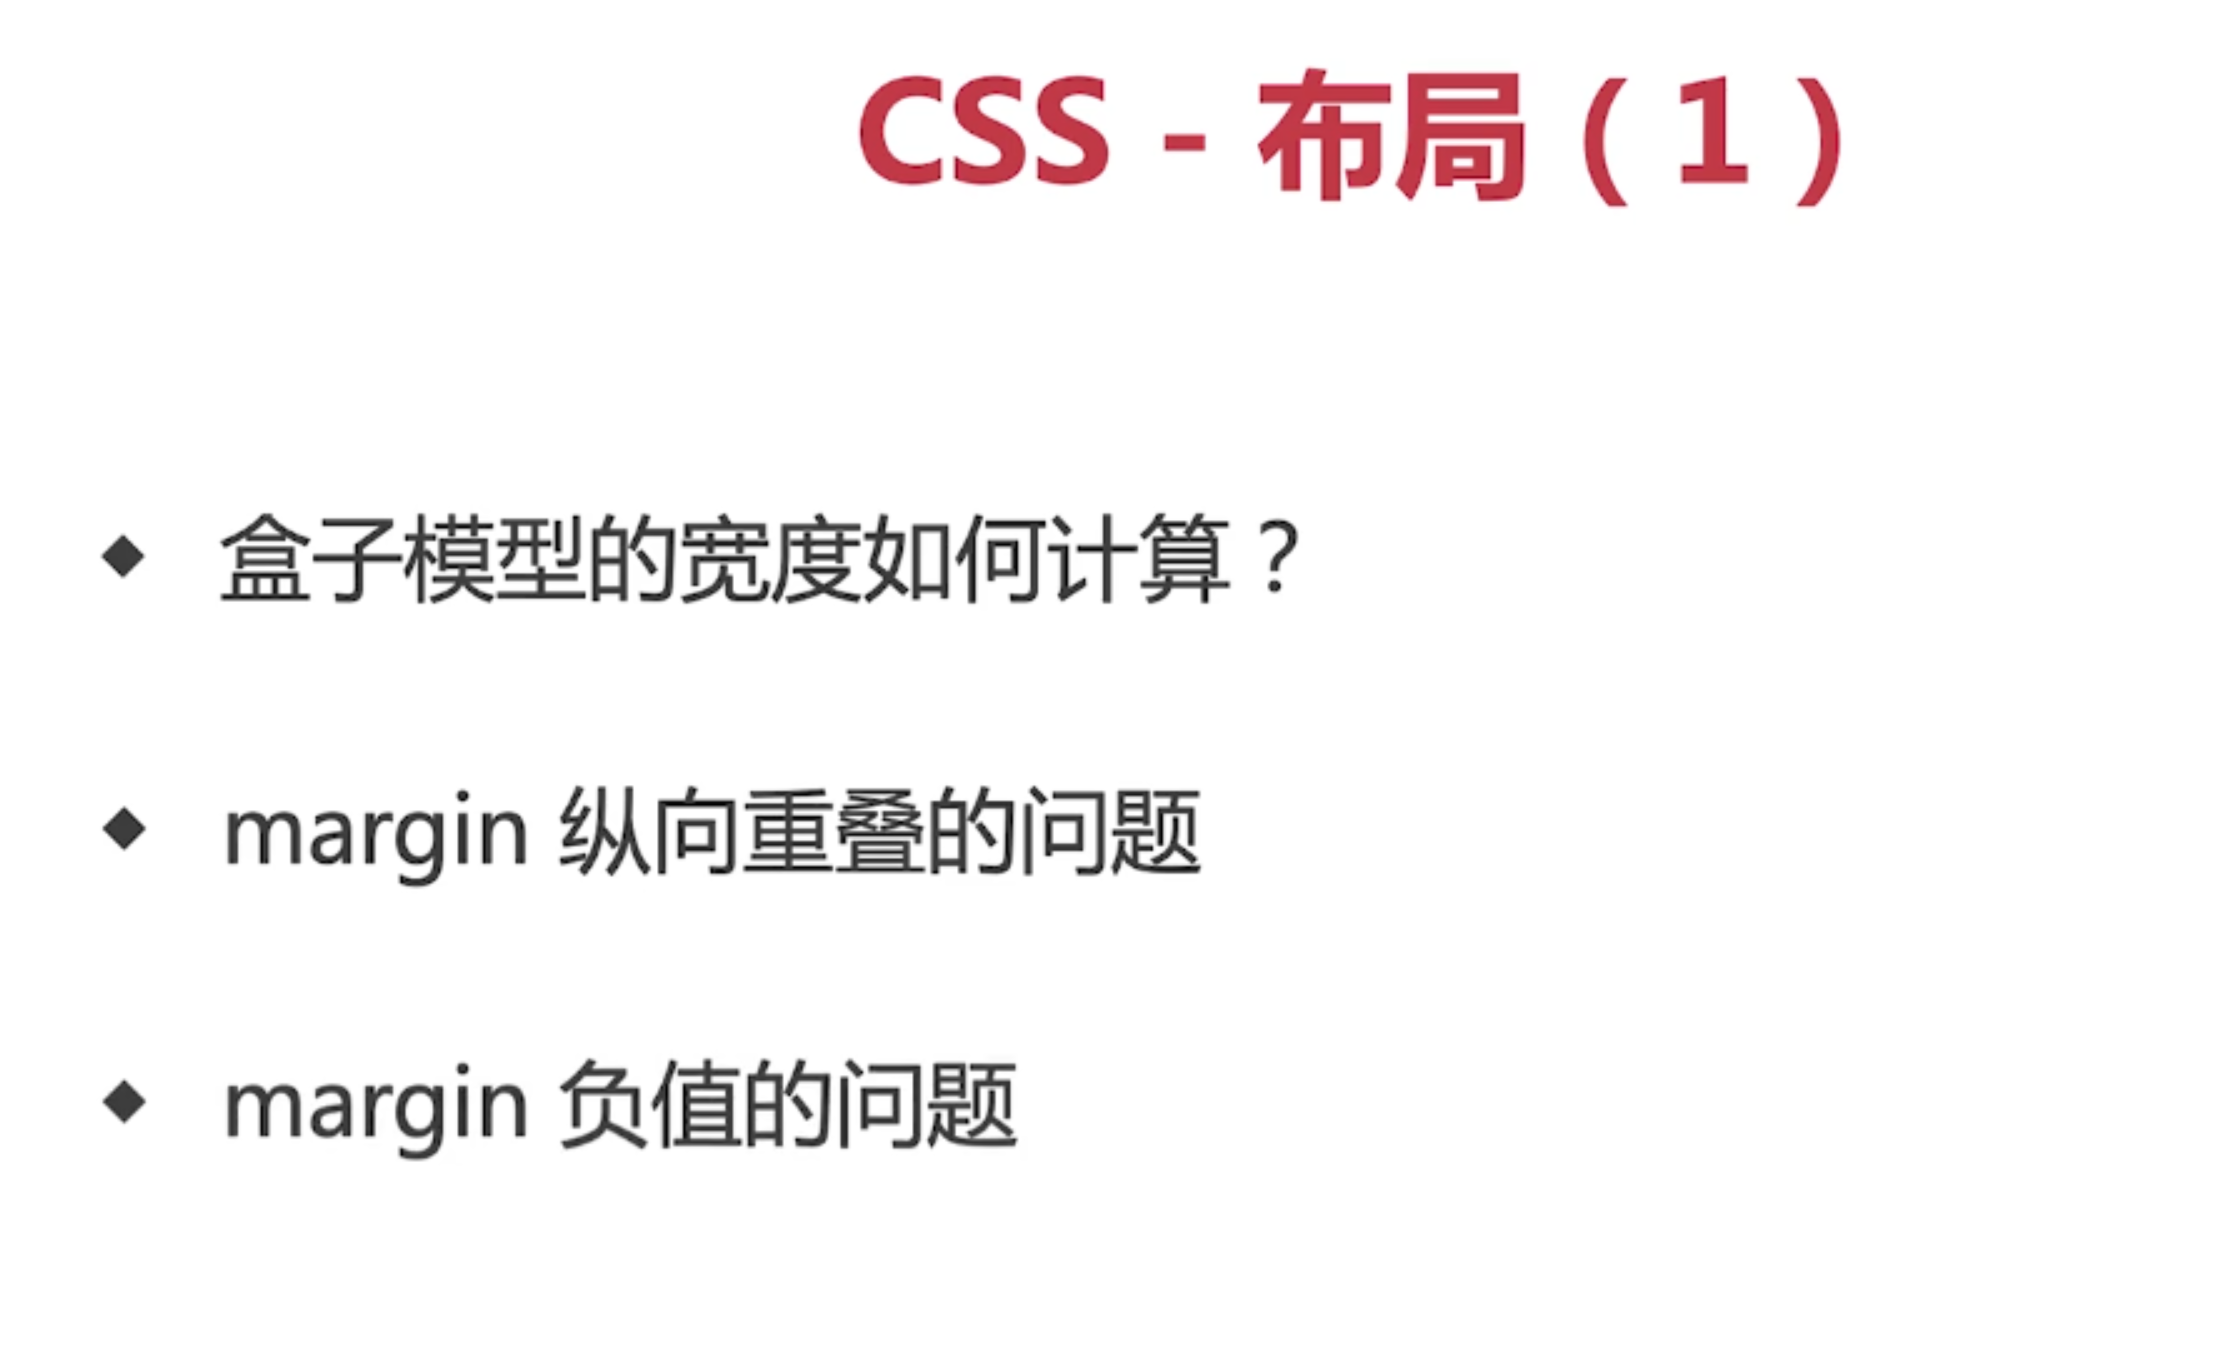 CSS - 布局（1）
◆ 盒子模型的宽度如何计算？
◆ margin 纵向重叠的问题
◆ margin 负值的问题